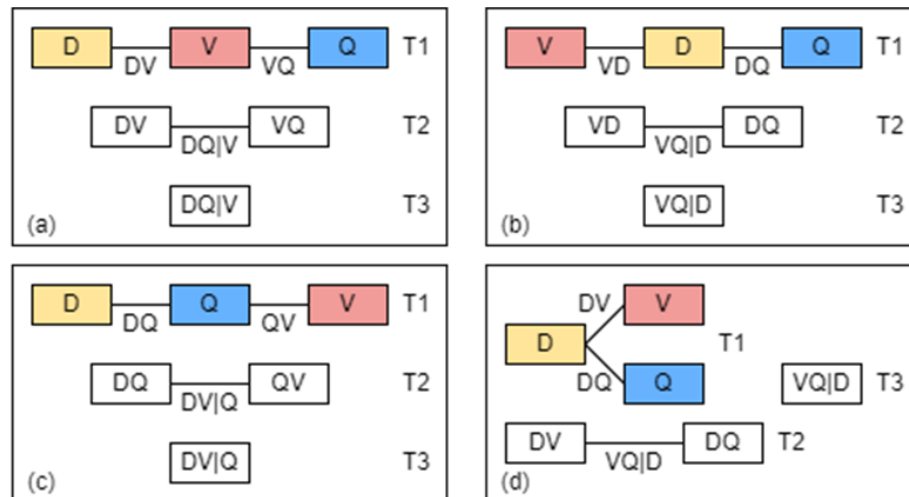 D V Q T1
DV VQ
DV VQ T2
DQ|V
DQ|V T3
(a)
V D Q T1
VD DQ
VD DQ T2
VQ|D
VQ|D T3
(b)
D Q V T1
DQ QV
DQ QV T2
DV|Q
DV|Q T3
(c)
DV V
D T1
DQ Q VQ|D T3
DV DQ T2
VQ|D
(d)